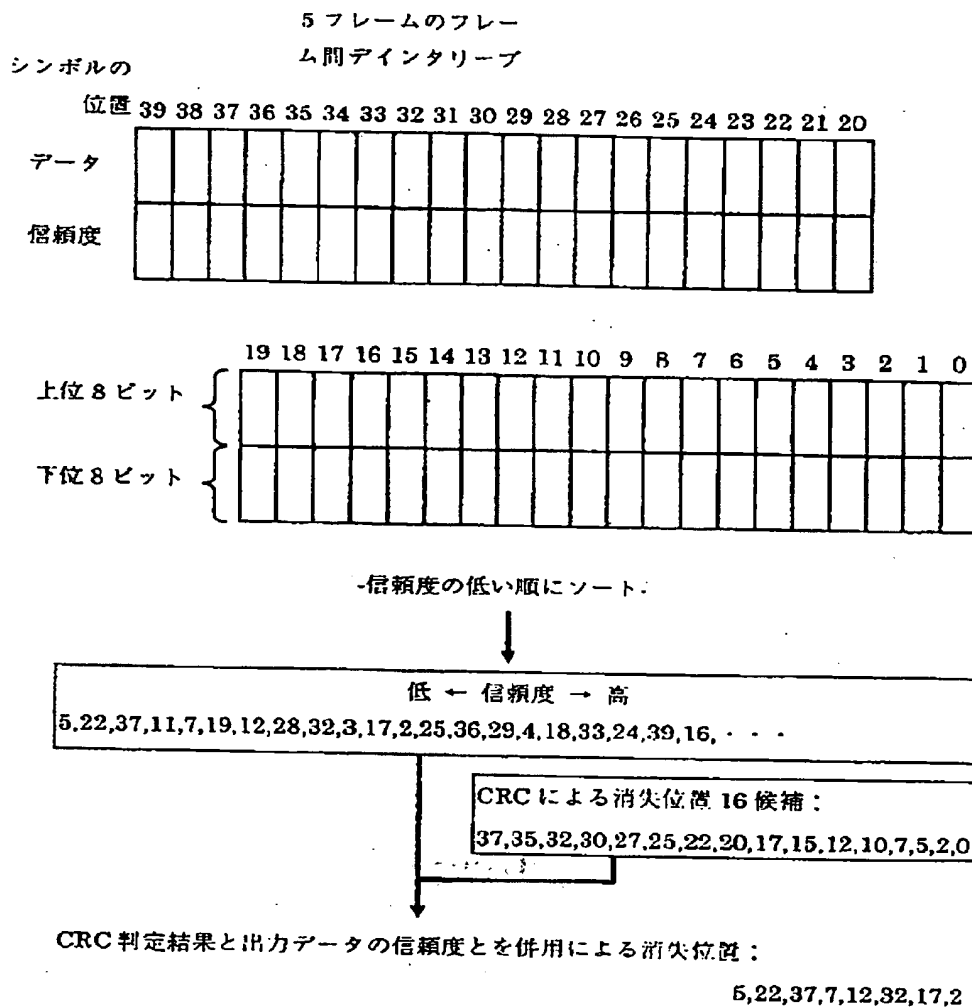 5 フレームのフレー
ム間デインタリーブ
シンボルの
位置 39 38 37 36 35 34 33 32 31 30 29 28 27 26 25 24 23 22 21 20
データ
信頼度
19 18 17 16 15 14 13 12 11 10 9 8 7 6 5 4 3 2 1 0
上位 8 ビット
下位 8 ビット
-信頼度の低い順にソート.
低 ← 信頼度 → 高
5,22,37,11,7,19,12,28,32,3,17,2,25,36,29,4,18,33,24,39,16,・・・
CRC による消失位置 16 候補：
37,35,32,30,27,25,22,20,17,15,12,10,7,5,2,0
CRC 判定結果と出力データの信頼度とを併用による消失位置：
5,22,37,7,12,32,17,2